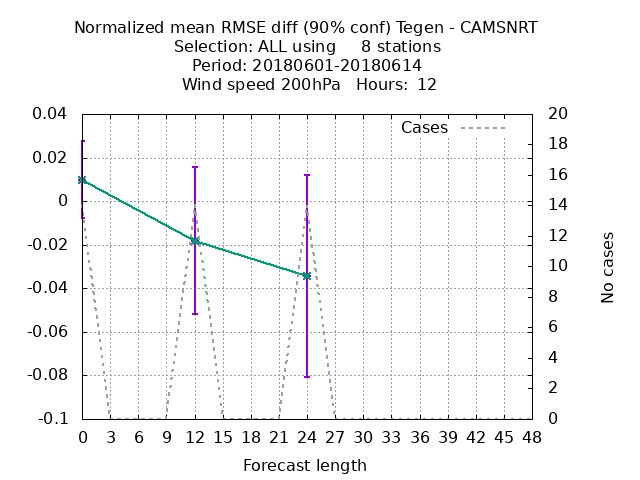 Normalized mean RMSE diff (90% conf) Tegen - CAMSNRT
Selection: ALL using     8 stations
Period: 20180601-20180614
Wind speed 200hPa   Hours:  12
Cases
0.04
0.02
0
-0.02
-0.04
-0.06
-0.08
-0.1
20
18
16
14
12
10
8
6
4
2
0
No cases
0 3 6 9 12 15 18 21 24 27 30 33 36 39 42 45 48
Forecast length